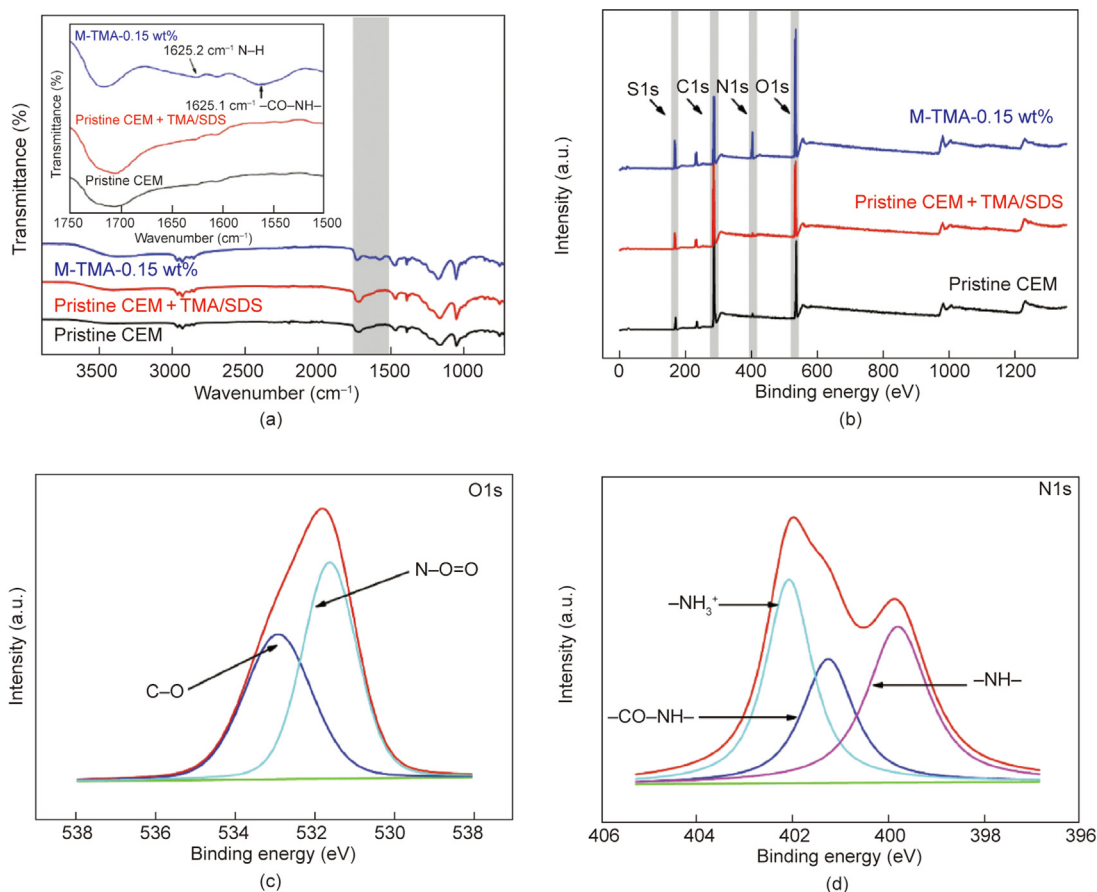 M-TMA-0.15 wt%
1625.2 cm⁻¹ N–H
1625.1 cm⁻¹ –CO–NH–
Pristine CEM + TMA/SDS
Pristine CEM
Transmittance (%)
1750 1700 1650 1600 1550 1500
Wavenumber (cm⁻¹)
Transmittance (%)
M-TMA-0.15 wt%
Pristine CEM + TMA/SDS
Pristine CEM
3500 3000 2500 2000 1500 1000
Wavenumber (cm⁻¹)
(a)
S1s C1s N1s O1s
M-TMA-0.15 wt%
Pristine CEM + TMA/SDS
Pristine CEM
Intensity (a.u.)
0 200 400 600 800 1000 1200
Binding energy (eV)
(b)
O1s
N–O=O
C–O
Intensity (a.u.)
538 536 534 532 530 538
Binding energy (eV)
(c)
N1s
–NH₃⁺
–NH–
–CO–NH–
Intensity (a.u.)
406 404 402 400 398 396
Binding energy (eV)
(d)